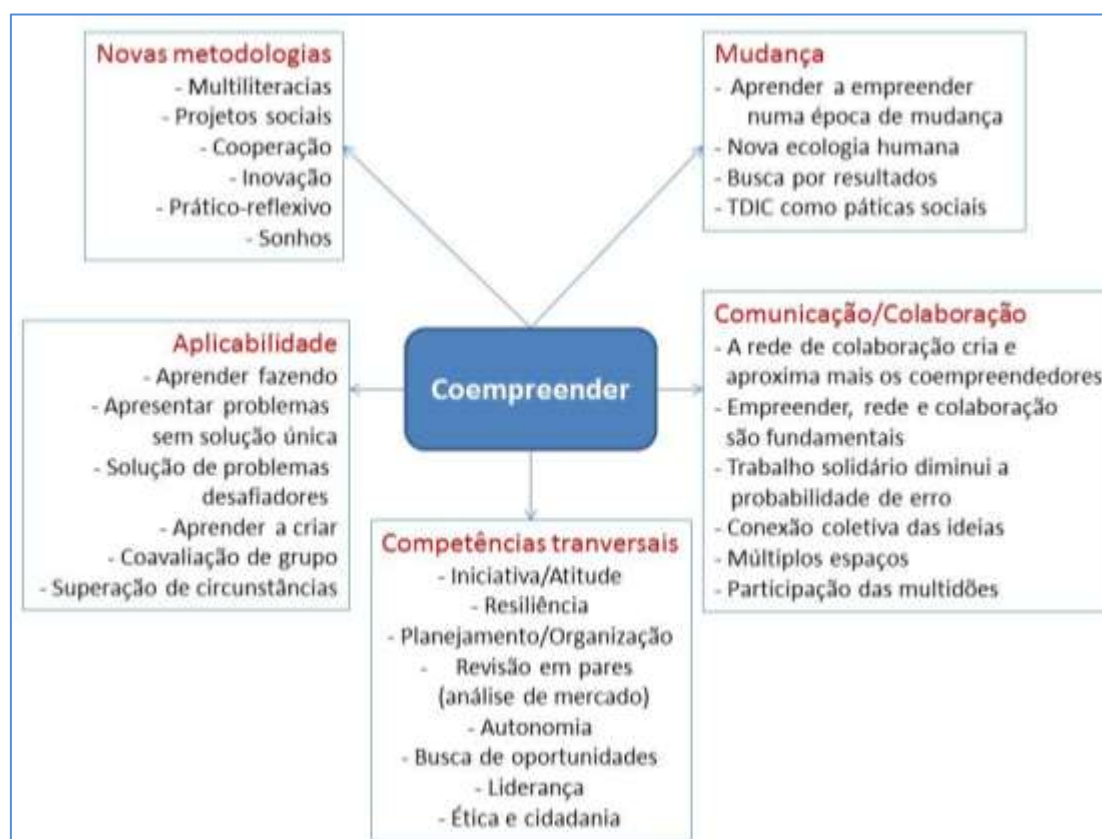 Novas metodologias
- Multiliteracias
- Projetos sociais
- Cooperação
- Inovação
- Prático-reflexivo
- Sonhos
Mudança
- Aprender a empreender
numa época de mudança
- Nova ecologia humana
- Busca por resultados
- TDIC como páticas sociais
Aplicabilidade
- Aprender fazendo
- Apresentar problemas
sem solução única
- Solução de problemas
desafiadores
- Aprender a criar
- Coavaliação de grupo
- Superação de circunstâncias
Coempreender
Comunicação/Colaboração
- A rede de colaboração cria e
aproxima mais os coempreendedores
- Empreender, rede e colaboração
são fundamentais
- Trabalho solidário diminui a
probabilidade de erro
- Conexão coletiva das ideias
- Múltiplos espaços
- Participação das multidões
Competências tranversais
- Iniciativa/Atitude
- Resiliência
- Planejamento/Organização
- Revisão em pares
(análise de mercado)
- Autonomia
- Busca de oportunidades
- Liderança
- Ética e cidadania